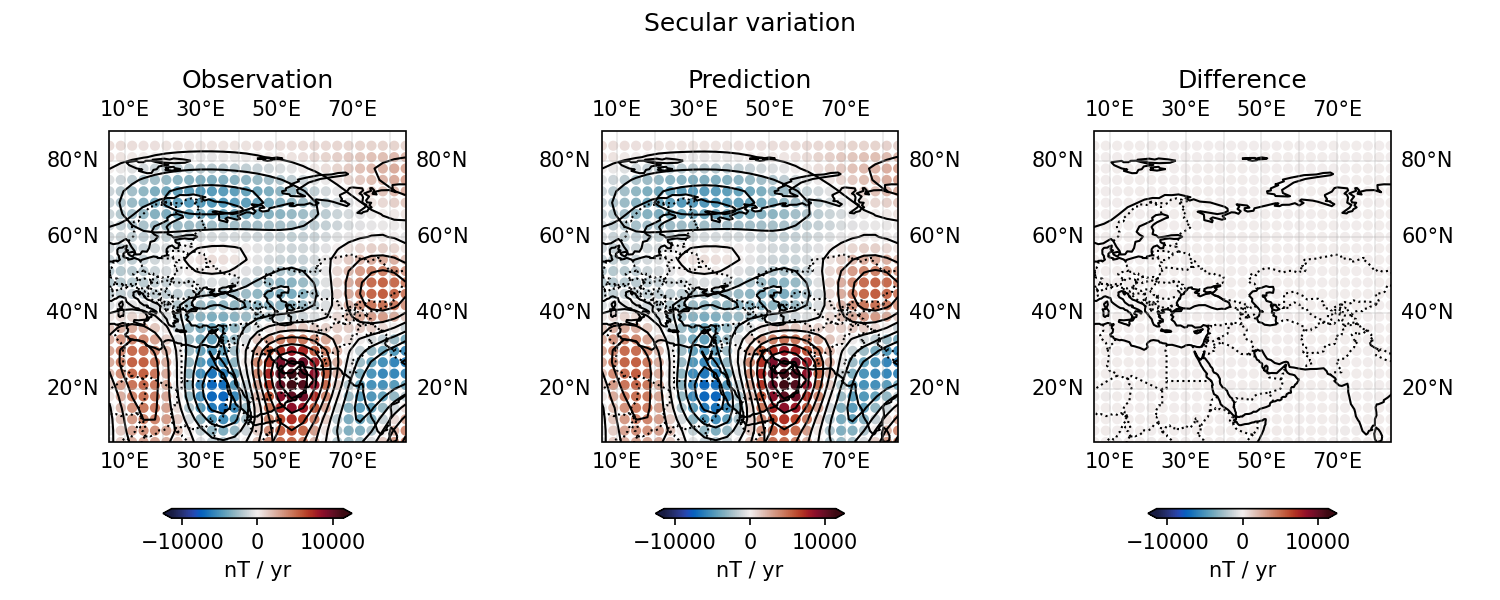 Secular variation
Observation Prediction Difference
10°E 30°E 50°E 70°E 10°E 30°E 50°E 70°E 10°E 30°E 50°E 70°E
80°N 80°N 80°N 80°N 80°N 80°N
60°N 60°N 60°N 60°N 60°N 60°N
40°N 40°N 40°N 40°N 40°N 40°N
20°N 20°N 20°N 20°N 20°N 20°N
10°E 30°E 50°E 70°E 10°E 30°E 50°E 70°E 10°E 30°E 50°E 70°E
−10000 0 10000 −10000 0 10000 −10000 0 10000
nT / yr nT / yr nT / yr